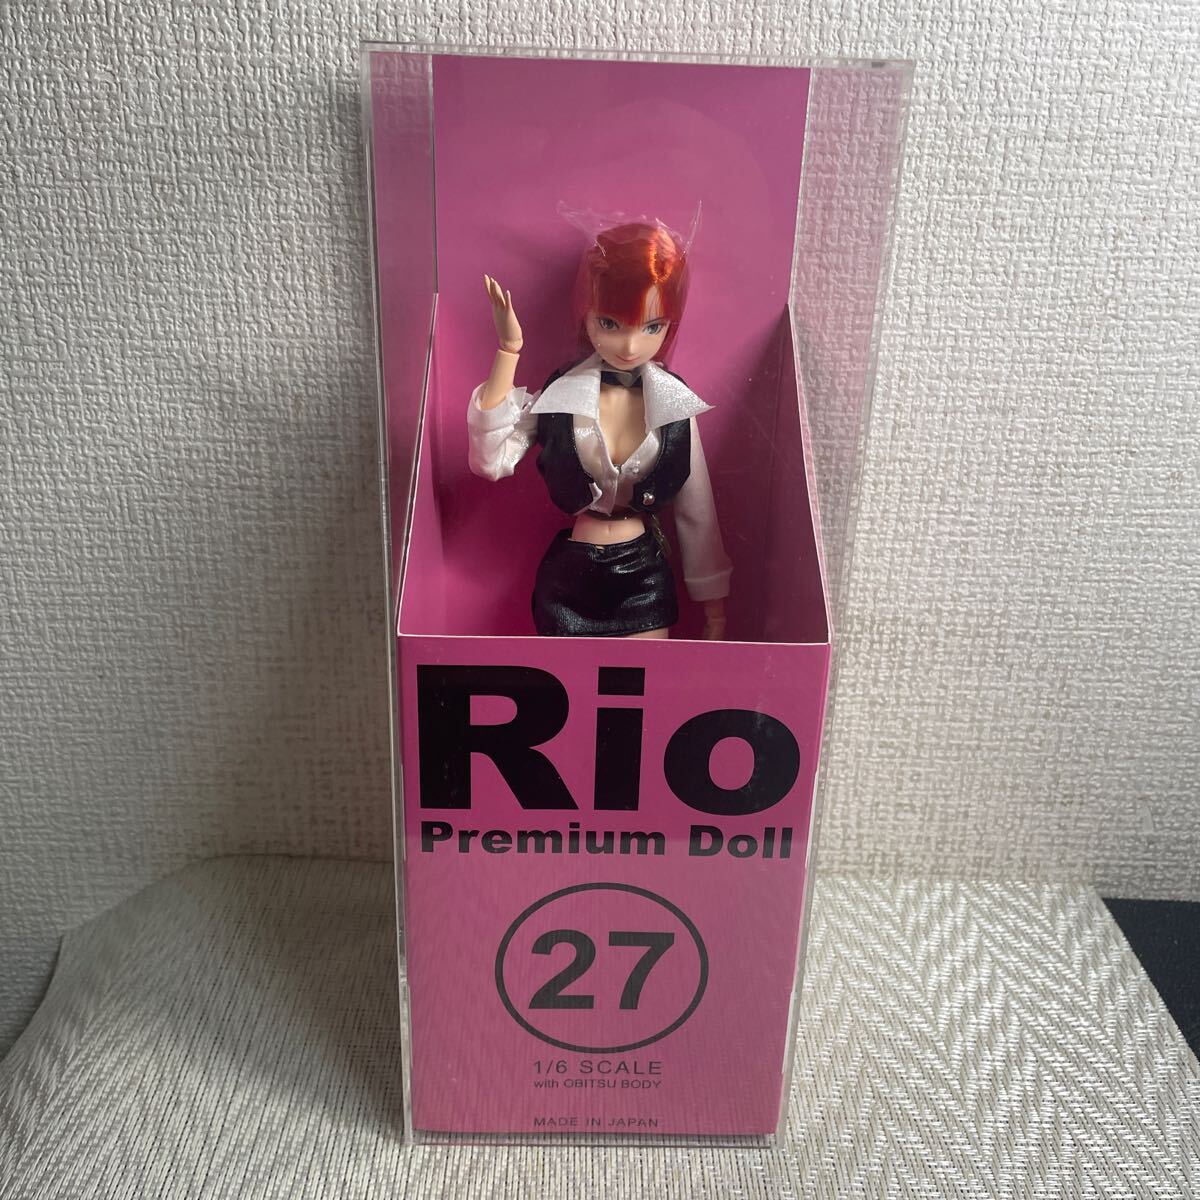 Rio
Premium Doll
27
1/6 SCALE
with OBITSU BODY
MADE IN JAPAN